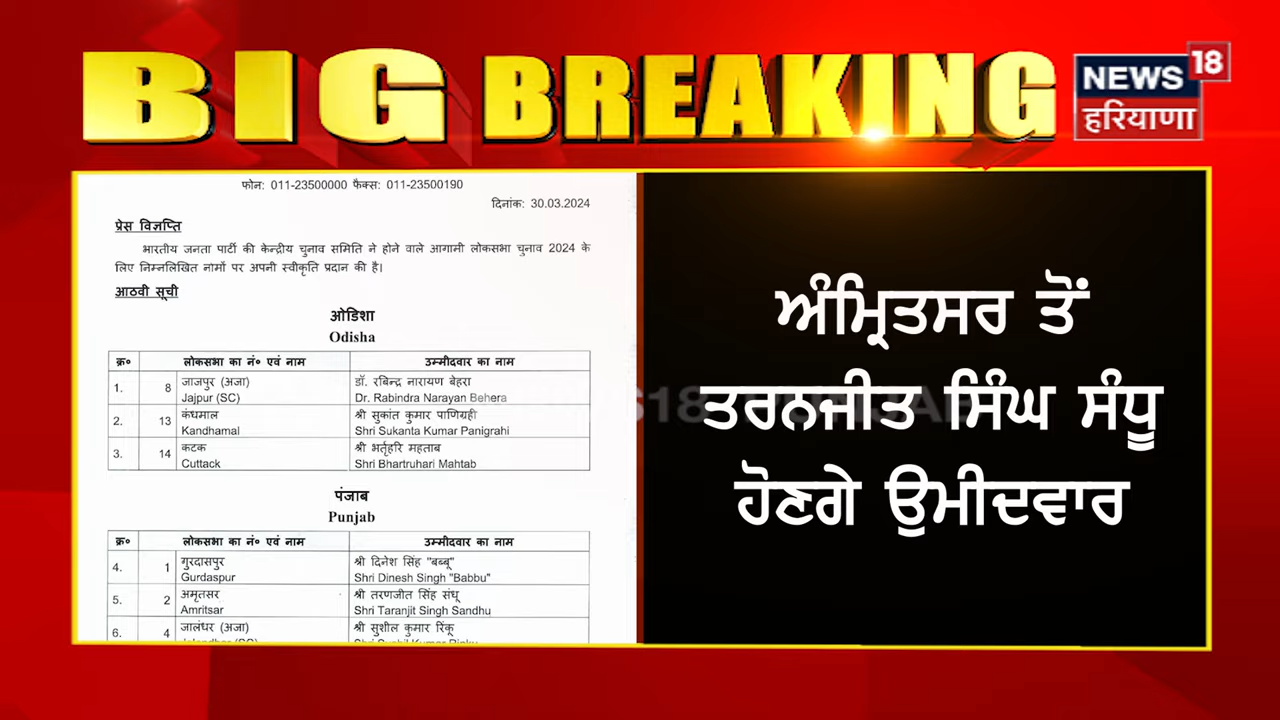 BIG BREAKING
NEWS 18
हरियाणा
फोन: 011-23500000 फैक्स: 011-23500190
दिनांक: 30.03.2024
प्रेस विज्ञप्ति
भारतीय जनता पार्टी की केन्द्रीय चुनाव समिति ने होने वाले आगामी लोकसभा चुनाव 2024 के
लिए निम्नलिखित नामों पर अपनी स्वीकृति प्रदान की है।
आठवी सूची
ओडिशा
Odisha
क्र० लोकसभा का नं० एवं नाम उम्मीदवार का नाम
1. 8 जाजपुर (अजा) डॉ. रबिन्द्र नारायण बेहरा
Jajpur (SC) Dr. Rabindra Narayan Behera
2. 13 कंधमाल श्री सुकांत कुमार पाणिग्रही
Kandhamal Shri Sukanta Kumar Panigrahi
3. 14 कटक श्री भर्तृहरि महताब
Cuttack Shri Bhartruhari Mahtab
पंजाब
Punjab
क्र० लोकसभा का नं० एवं नाम उम्मीदवार का नाम
4. 1 गुरदासपुर श्री दिनेश सिंह "बब्बू"
Gurdaspur Shri Dinesh Singh "Babbu"
5. 2 अमृतसर श्री तरणजीत सिंह संधू
Amritsar Shri Taranjit Singh Sandhu
6. 4 जालंधर (अजा) श्री सुशील कुमार रिंकू
ਅੰਮ੍ਰਿਤਸਰ ਤੋਂ
ਤਰਨਜੀਤ ਸਿੰਘ ਸੰਧੂ
ਹੋਣਗੇ ਉਮੀਦਵਾਰ